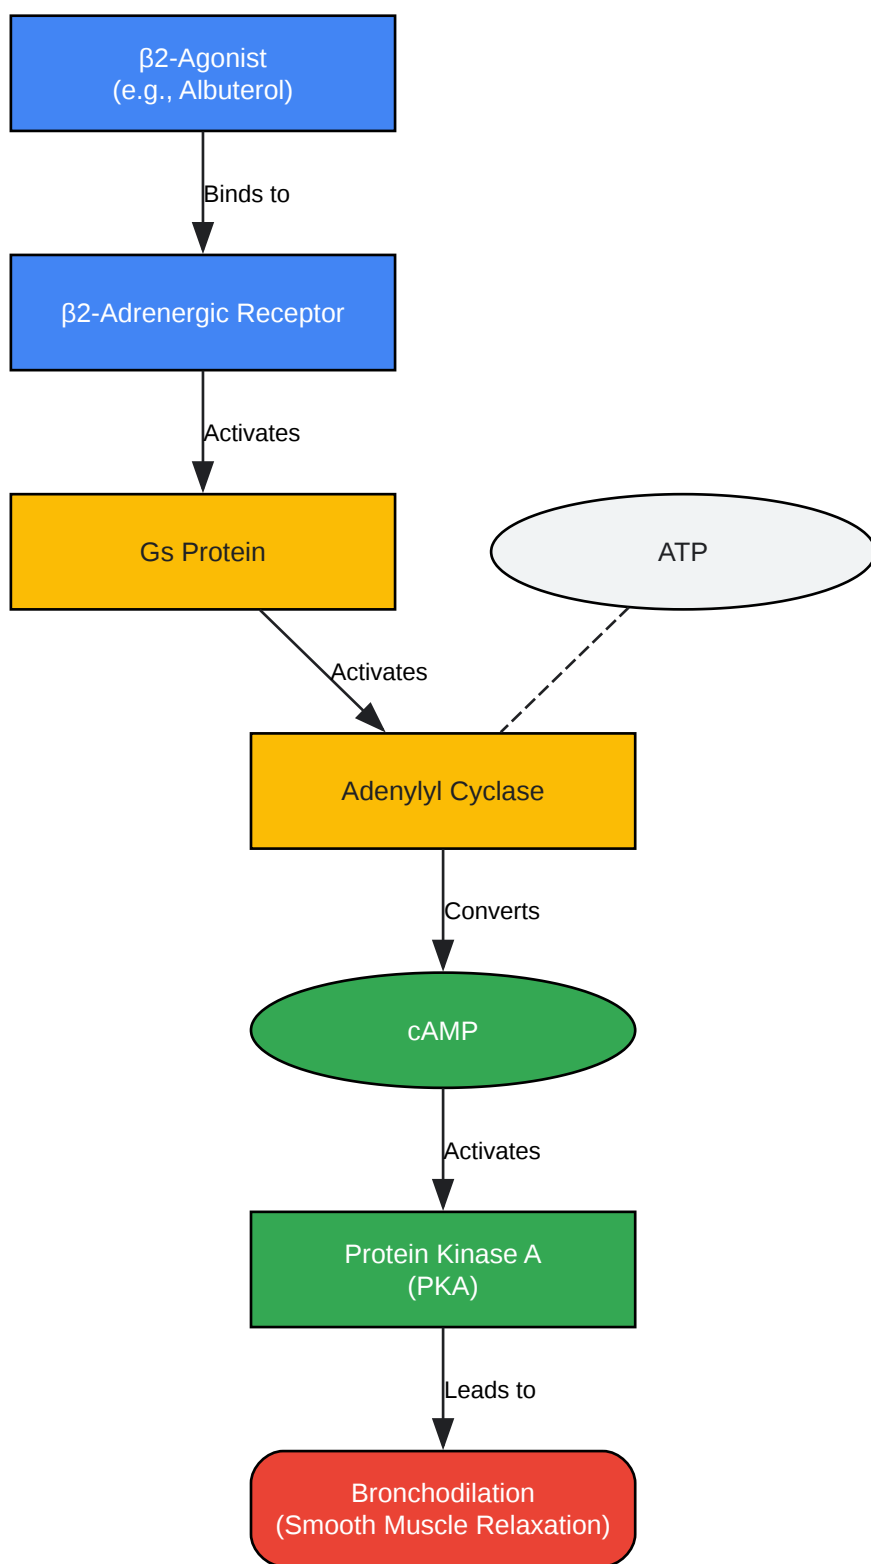 β2-Agonist
(e.g., Albuterol)
Binds to
β2-Adrenergic Receptor
Activates
Gs Protein
ATP
Activates
Adenylyl Cyclase
Converts
cAMP
Activates
Protein Kinase A
(PKA)
Leads to
Bronchodilation
(Smooth Muscle Relaxation)